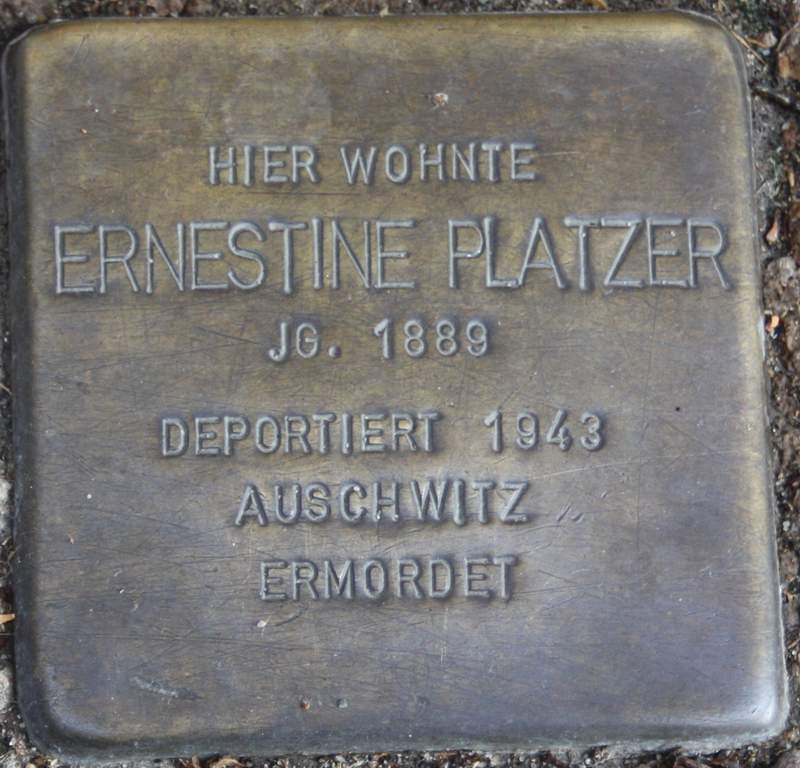 HIER WOHNTE
ERNESTINE PLATZER
JG. 1889
DEPORTIERT 1943
AUSCHWITZ
ERMORDET